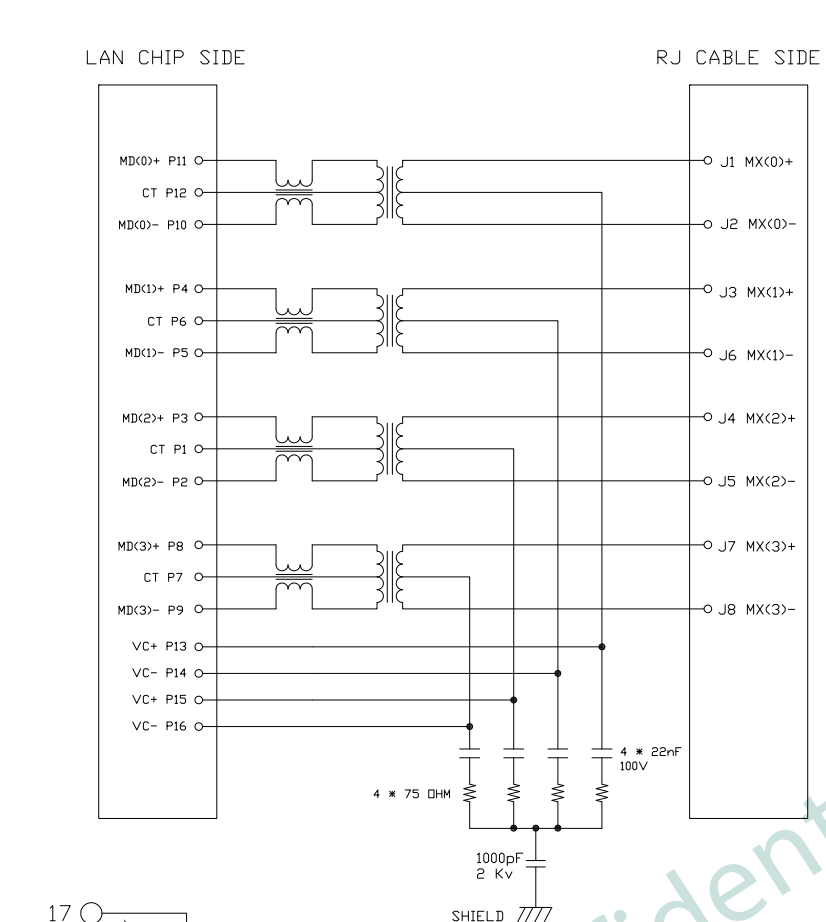 LAN CHIP SIDE
RJ CABLE SIDE
MD(0)+ P11
J1 MX(0)+
CT P12
MD(0)- P10
J2 MX(0)-
MD(1)+ P4
J3 MX(1)+
CT P6
MD(1)- P5
J6 MX(1)-
MD(2)+ P3
J4 MX(2)+
CT P1
MD(2)- P2
J5 MX(2)-
MD(3)+ P8
J7 MX(3)+
CT P7
MD(3)- P9
J8 MX(3)-
VC+ P13
VC- P14
VC+ P15
VC- P16
4 * 22nF
100V
4 * 75 OHM
1000pF
2 Kv
SHIELD
17